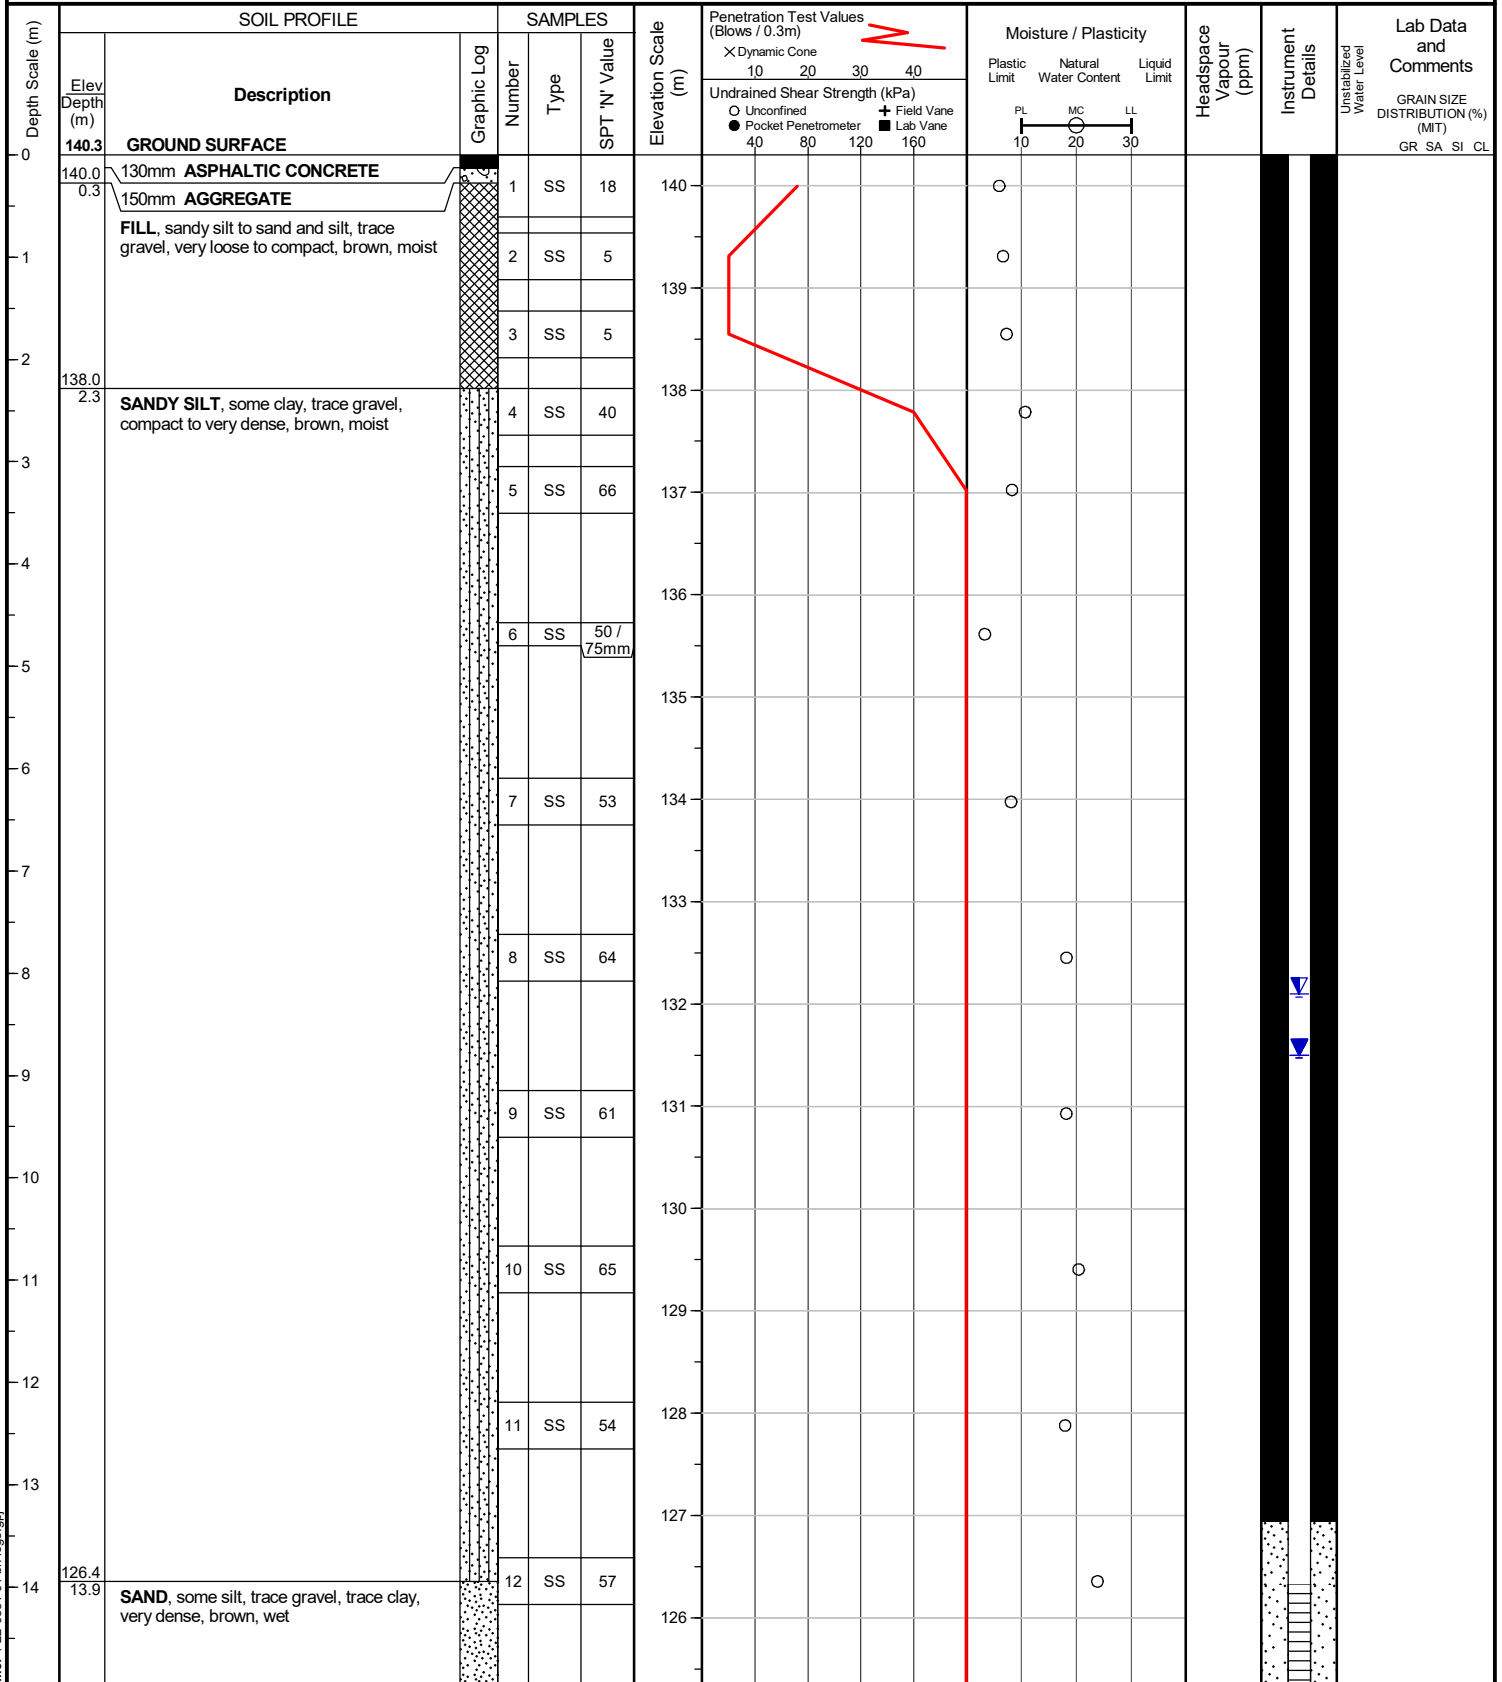 Depth Scale (m)
SOIL PROFILE
Elev
Depth
(m)
Description
Graphic Log
140.3 GROUND SURFACE
SAMPLES
Number
Type
SPT 'N' Value
Elevation Scale
(m)
Penetration Test Values
(Blows / 0.3m)
Dynamic Cone
10 20 30 40
Undrained Shear Strength (kPa)
Unconfined
Field Vane
Pocket Penetrometer
Lab Vane
40 80 120 160
Moisture / Plasticity
Plastic
Limit
Natural
Water Content
Liquid
Limit
PL MC LL
10 20 30
Headspace
Vapour
(ppm)
Instrument
Details
Unstabilized
Water Level
Lab Data
and
Comments
GRAIN SIZE
DISTRIBUTION (%)
(MIT)
GR SA SI CL
0
1
2
3
4
5
6
7
8
9
10
11
12
13
14
140.0
0.3
130mm ASPHALTIC CONCRETE
150mm AGGREGATE
FILL, sandy silt to sand and silt, trace
gravel, very loose to compact, brown, moist
138.0
2.3
SANDY SILT, some clay, trace gravel,
compact to very dense, brown, moist
126.4
13.9
SAND, some silt, trace gravel, trace clay,
very dense, brown, wet
1 SS 18
2 SS 5
3 SS 5
4 SS 40
5 SS 66
6 SS 50 /
75mm
7 SS 53
8 SS 64
9 SS 61
10 SS 65
11 SS 54
12 SS 57
140
139
138
137
136
135
134
133
132
131
130
129
128
127
126